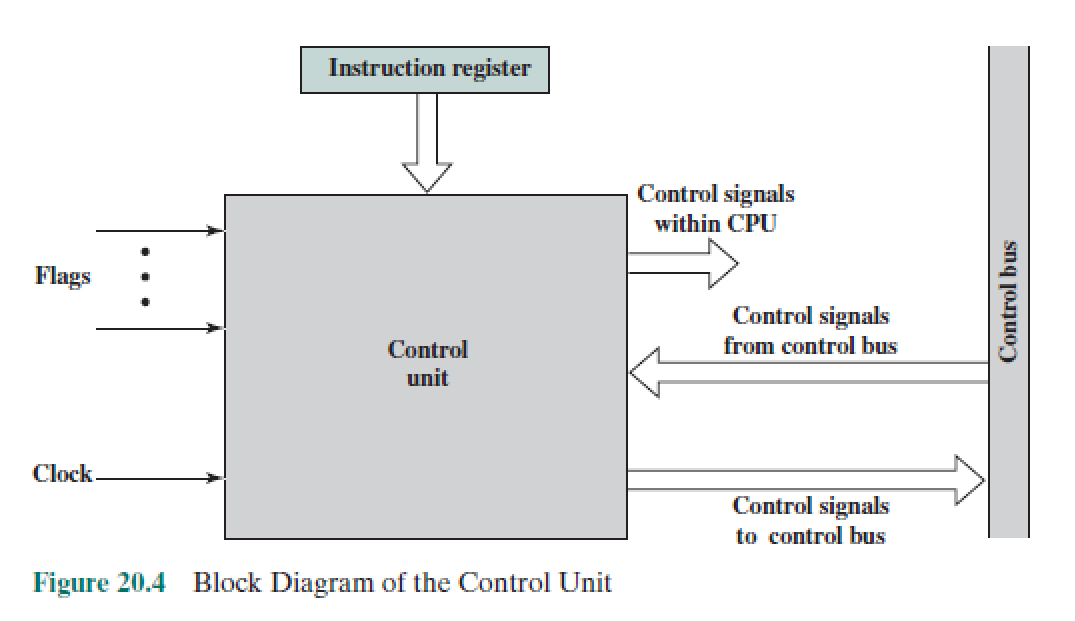 Instruction register
Control signals
within CPU
Flags
Control signals
from control bus
Control bus
Control
unit
Clock
Control signals
to control bus
Figure 20.4 Block Diagram of the Control Unit